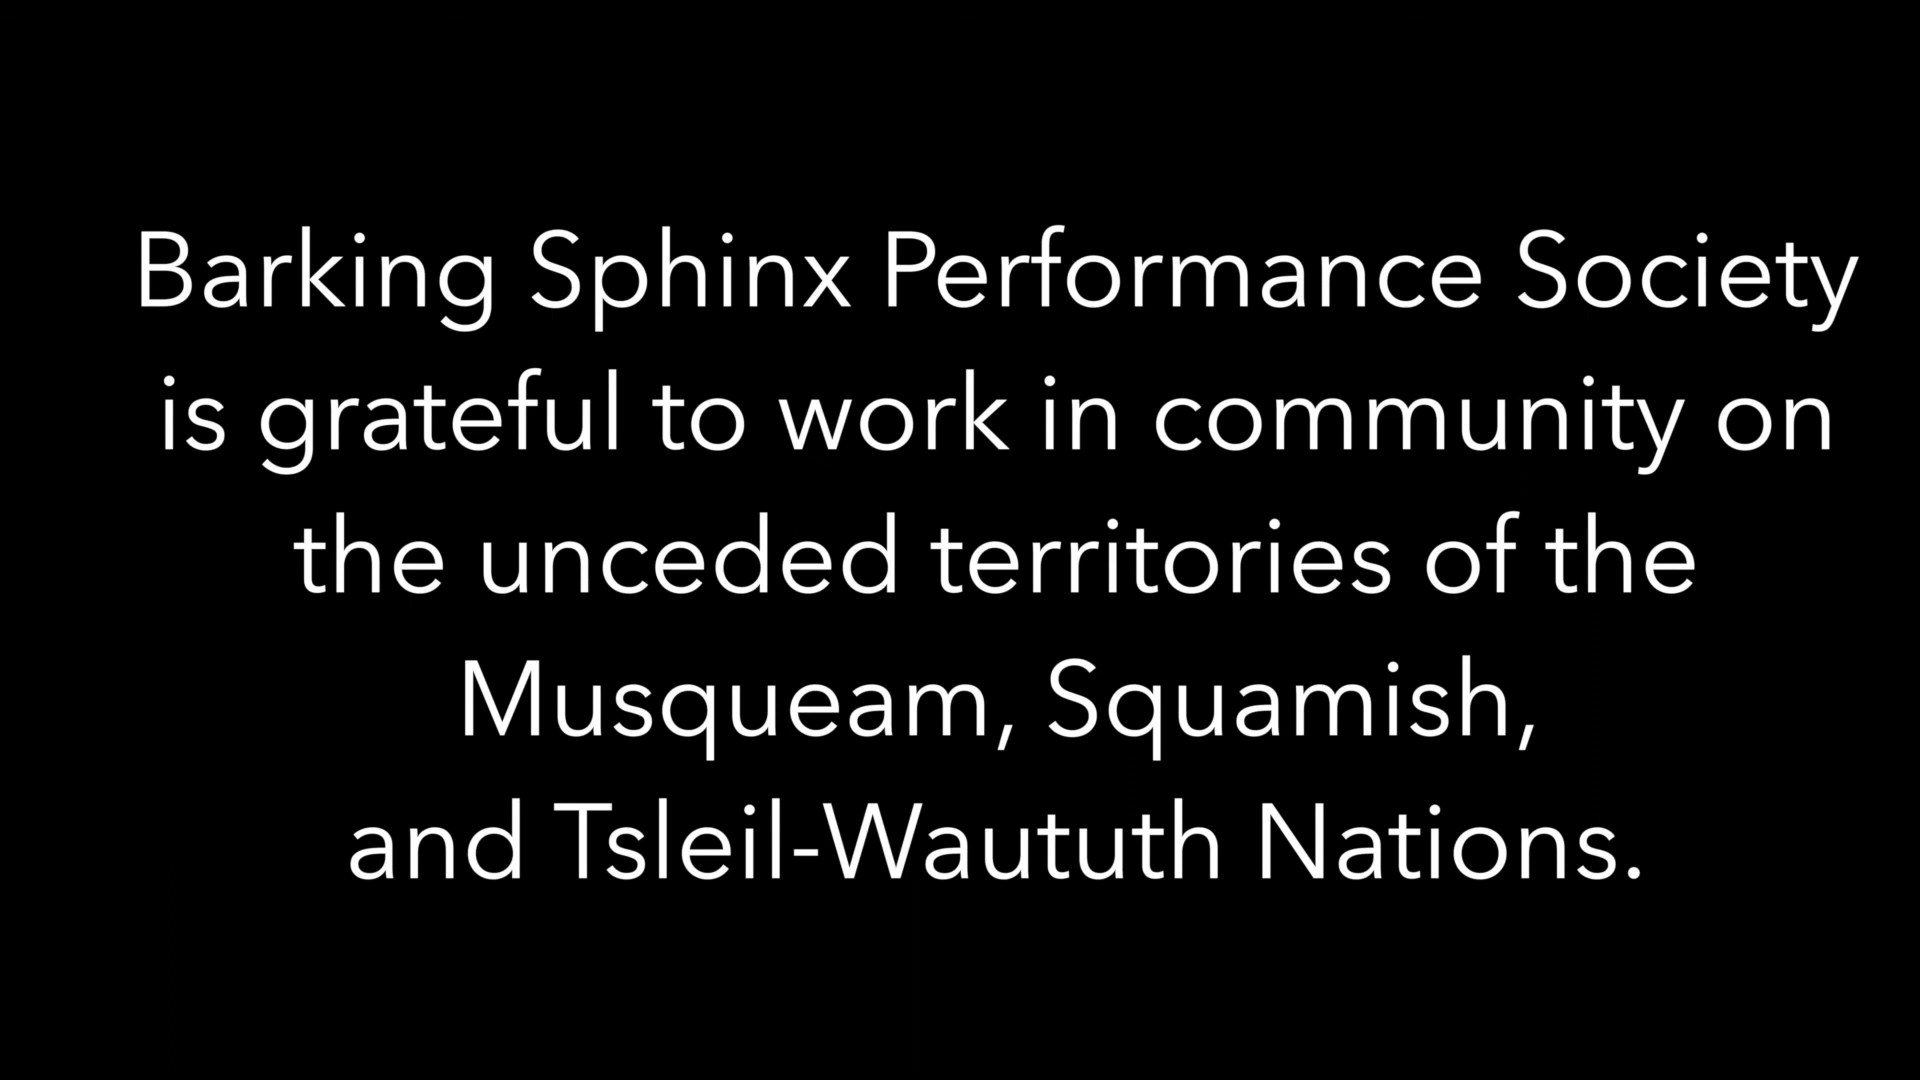 Barking Sphinx Performance Society
is grateful to work in community on
the unceded territories of the
Musqueam, Squamish,
and Tsleil-Waututh Nations.